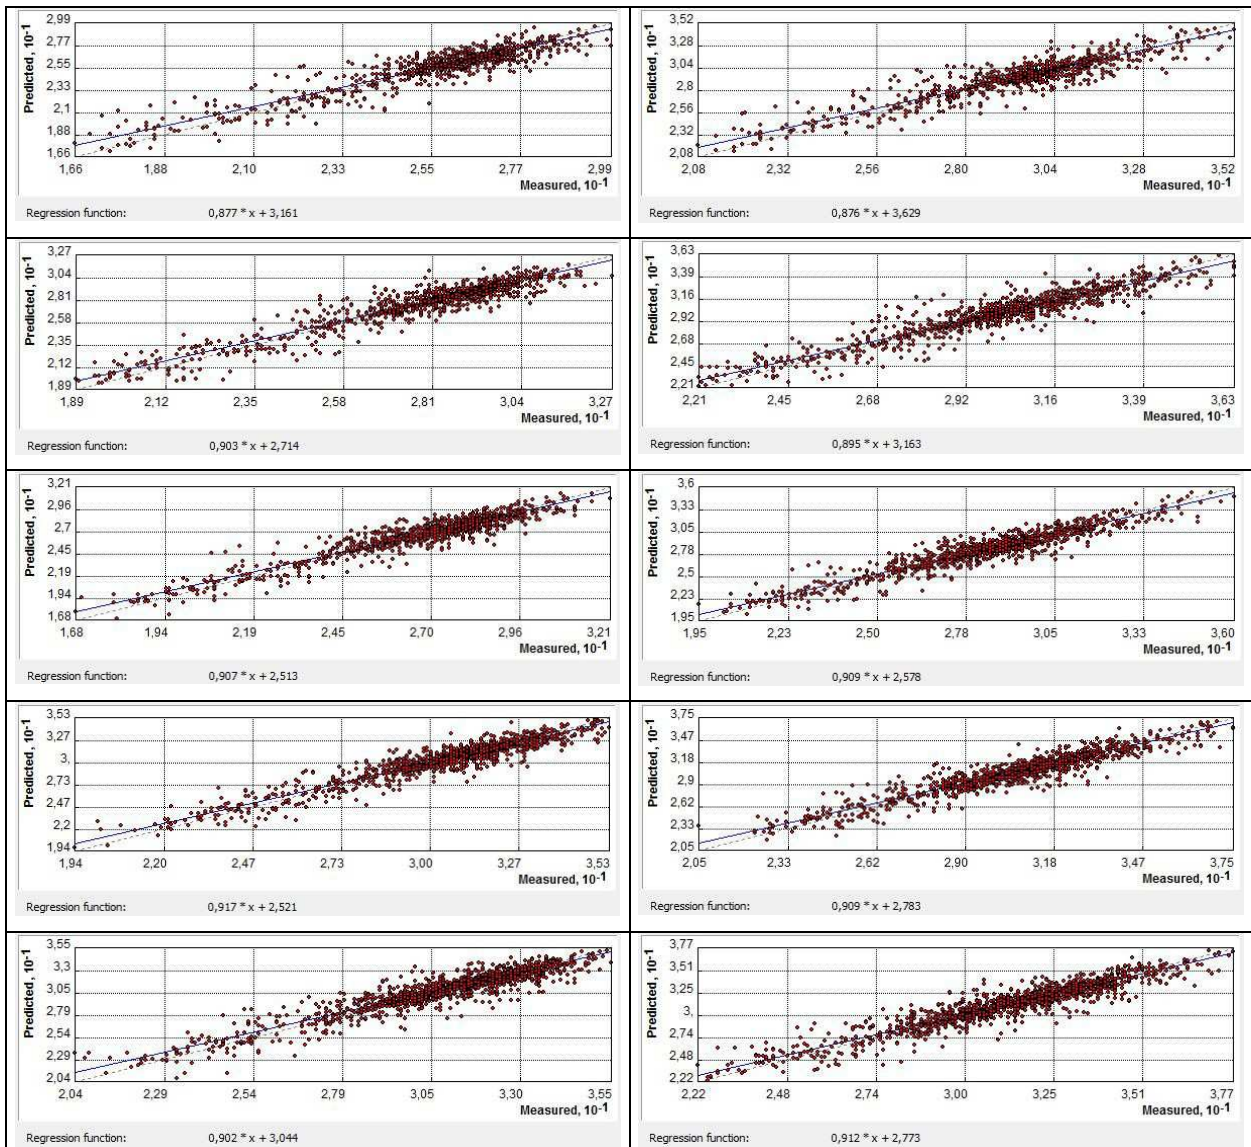 Predicted, 10-1
2,99
2,77
2,55
2,33
2,1
1,88
1,66
1,66 1,88 2,10 2,33 2,55 2,77 2,99
Measured, 10-1
Regression function: 0,877 * x + 3,161
Predicted, 10-1
3,52
3,28
3,04
2,8
2,56
2,32
2,08
2,08 2,32 2,56 2,80 3,04 3,28 3,52
Measured, 10-1
Regression function: 0,876 * x + 3,629
Predicted, 10-1
3,27
3,04
2,81
2,58
2,35
2,12
1,89
1,89 2,12 2,35 2,58 2,81 3,04 3,27
Measured, 10-1
Regression function: 0,903 * x + 2,714
Predicted, 10-1
3,63
3,39
3,16
2,92
2,68
2,45
2,21
2,21 2,45 2,68 2,92 3,16 3,39 3,63
Measured, 10-1
Regression function: 0,895 * x + 3,163
Predicted, 10-1
3,21
2,96
2,7
2,45
2,19
1,94
1,68
1,68 1,94 2,19 2,45 2,70 2,96 3,21
Measured, 10-1
Regression function: 0,907 * x + 2,513
Predicted, 10-1
3,6
3,33
3,05
2,78
2,5
2,23
1,95
1,95 2,23 2,50 2,78 3,05 3,33 3,60
Measured, 10-1
Regression function: 0,909 * x + 2,578
Predicted, 10-1
3,53
3,27
3,
2,73
2,47
2,2
1,94
1,94 2,20 2,47 2,73 3,00 3,27 3,53
Measured, 10-1
Regression function: 0,917 * x + 2,521
Predicted, 10-1
3,75
3,47
3,18
2,9
2,62
2,33
2,05
2,05 2,33 2,62 2,90 3,18 3,47 3,75
Measured, 10-1
Regression function: 0,909 * x + 2,783
Predicted, 10-1
3,55
3,3
3,05
2,79
2,54
2,29
2,04
2,04 2,29 2,54 2,79 3,05 3,30 3,55
Measured, 10-1
Regression function: 0,902 * x + 3,044
Predicted, 10-1
3,77
3,51
3,25
3,
2,74
2,48
2,22
2,22 2,48 2,74 3,00 3,25 3,51 3,77
Measured, 10-1
Regression function: 0,912 * x + 2,773